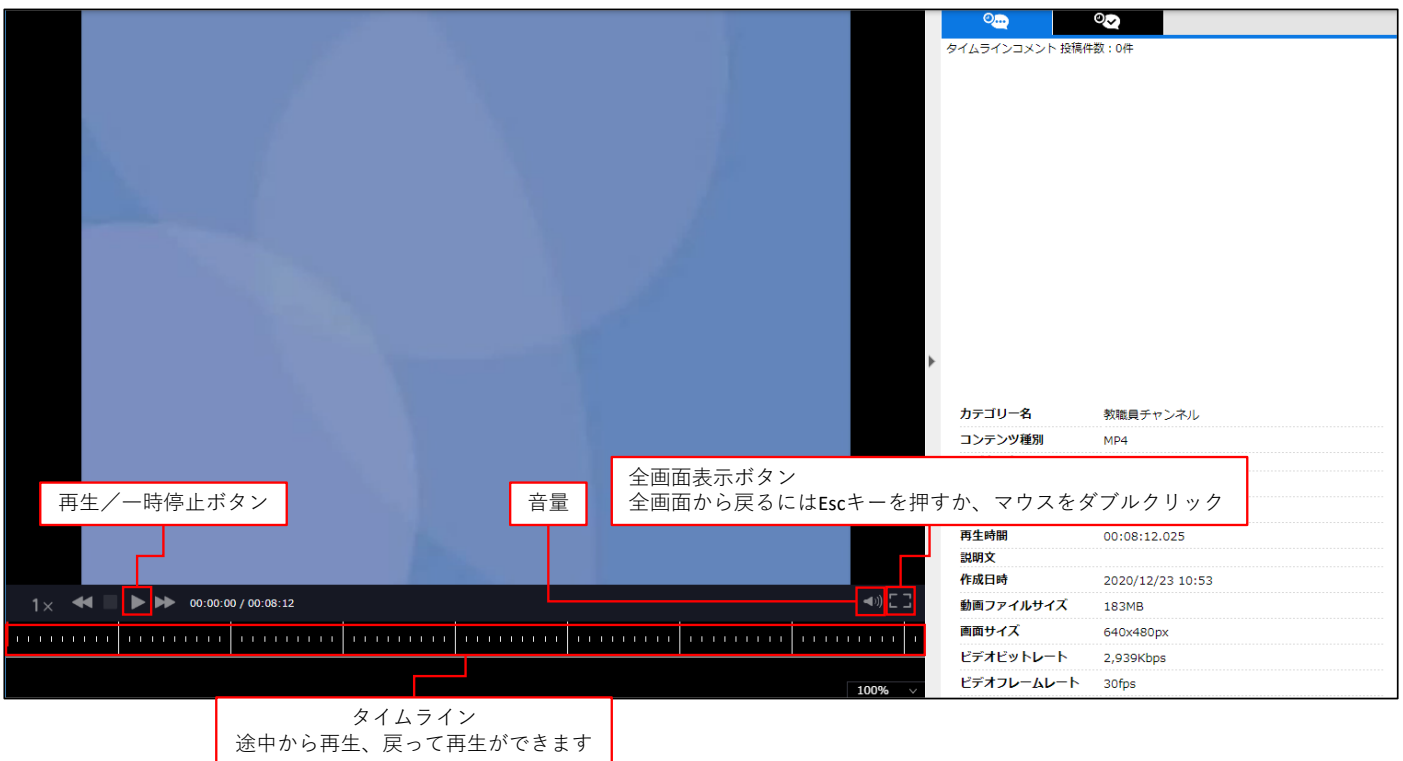 タイムラインコメント 投稿件数：0件
カテゴリー名 教職員チャンネル
コンテンツ種別 MP4
全画面表示ボタン
全画面から戻るにはEscキーを押すか、マウスをダブルクリック
再生／一時停止ボタン
音量
再生時間 00:08:12.025
説明文
作成日時 2020/12/23 10:53
動画ファイルサイズ 183MB
画面サイズ 640x480px
ビデオビットレート 2,939Kbps
ビデオフレームレート 30fps
1× 00:00:00 / 00:08:12
100%
タイムライン
途中から再生、戻って再生ができます